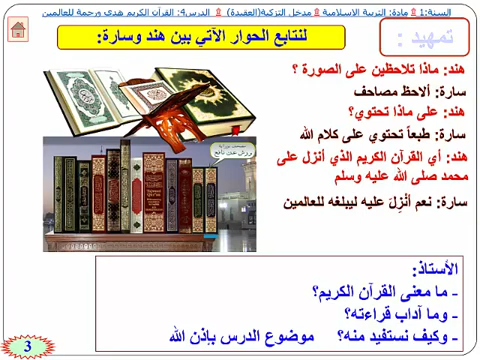 السنة:1 مادة: التربية الاسلامية مدخل التزكية(العقيدة) الدرس9: القرآن الكريم هدى ورحمة للعالمين
تمهيد :
لنتابع الحوار الآتي بين هند وسارة:
هند: ماذا تلاحظين على الصورة ؟
سارة: ألاحظ مصاحف
هند: على ماذا تحتوي؟
سارة: طبعاً تحتوي على كلام الله
هند: أي القرآن الكريم الذي أنزل على
محمد صلى الله عليه وسلم
سارة: نعم أنْزِلَ عليه ليبلغه للعالمين
الأستاذ:
- ما معنى القرآن الكريم؟
- وما آداب قراءته؟
- وكيف نستفيد منه؟ موضوع الدرس بإذن الله
3